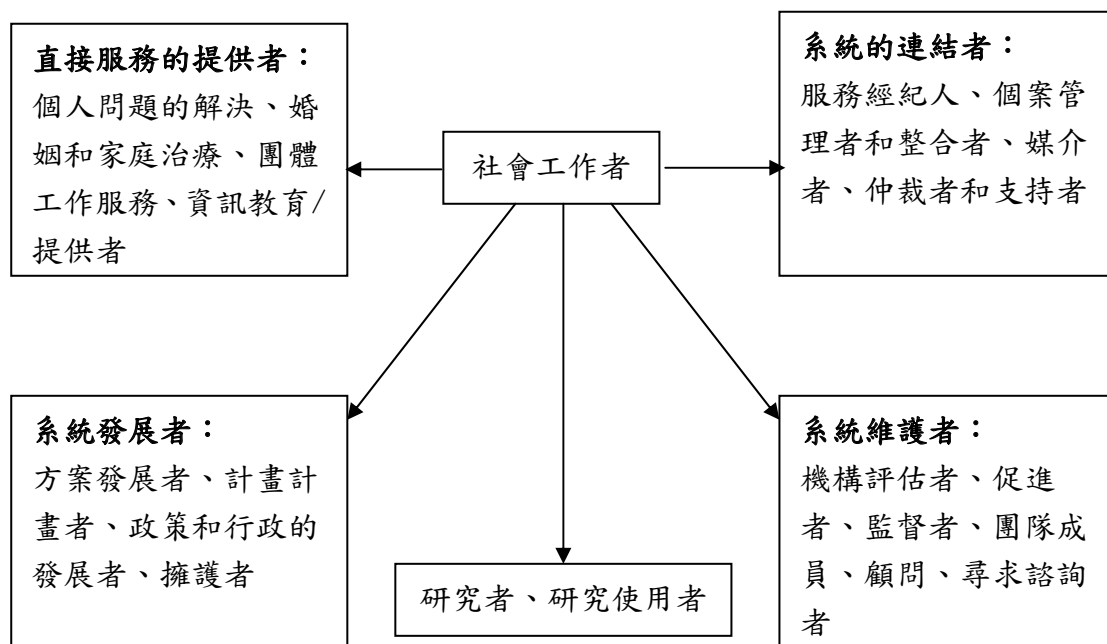 直接服務的提供者：
個人問題的解決、婚
姻和家庭治療、團體
工作服務、資訊教育/
提供者
系統的連結者：
服務經紀人、個案管
理者和整合者、媒介
者、仲裁者和支持者
社會工作者
系統發展者：
方案發展者、計畫計
畫者、政策和行政的
發展者、擁護者
研究者、研究使用者
系統維護者：
機構評估者、促進
者、監督者、團隊成
員、顧問、尋求諮詢
者